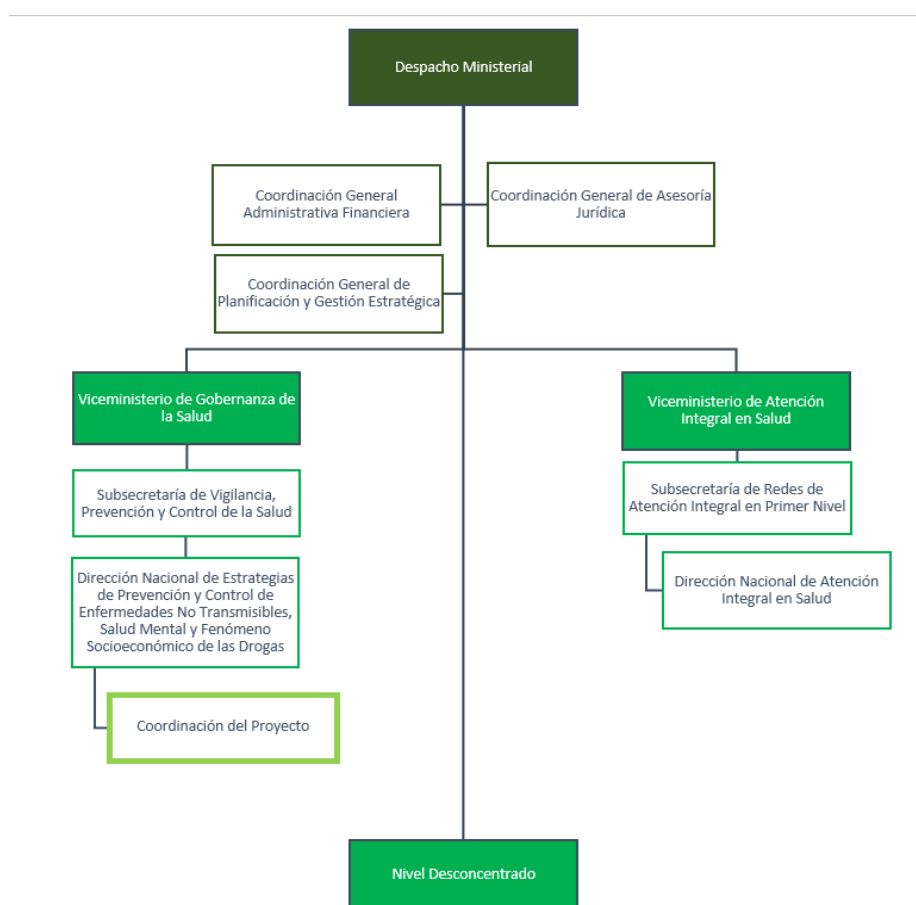 Despacho Ministerial
Coordinación General
Administrativa Financiera
Coordinación General de Asesoría
Jurídica
Coordinación General de
Planificación y Gestión Estratégica
Viceministerio de Gobernanza de
la Salud
Viceministerio de Atención
Integral en Salud
Subsecretaría de Vigilancia,
Prevención y Control de la Salud
Subsecretaría de Redes de
Atención Integral en Primer Nivel
Dirección Nacional de Estrategias
de Prevención y Control de
Enfermedades No Transmisibles,
Salud Mental y Fenómeno
Socioeconómico de las Drogas
Dirección Nacional de Atención
Integral en Salud
Coordinación del Proyecto
Nivel Desconcentrado